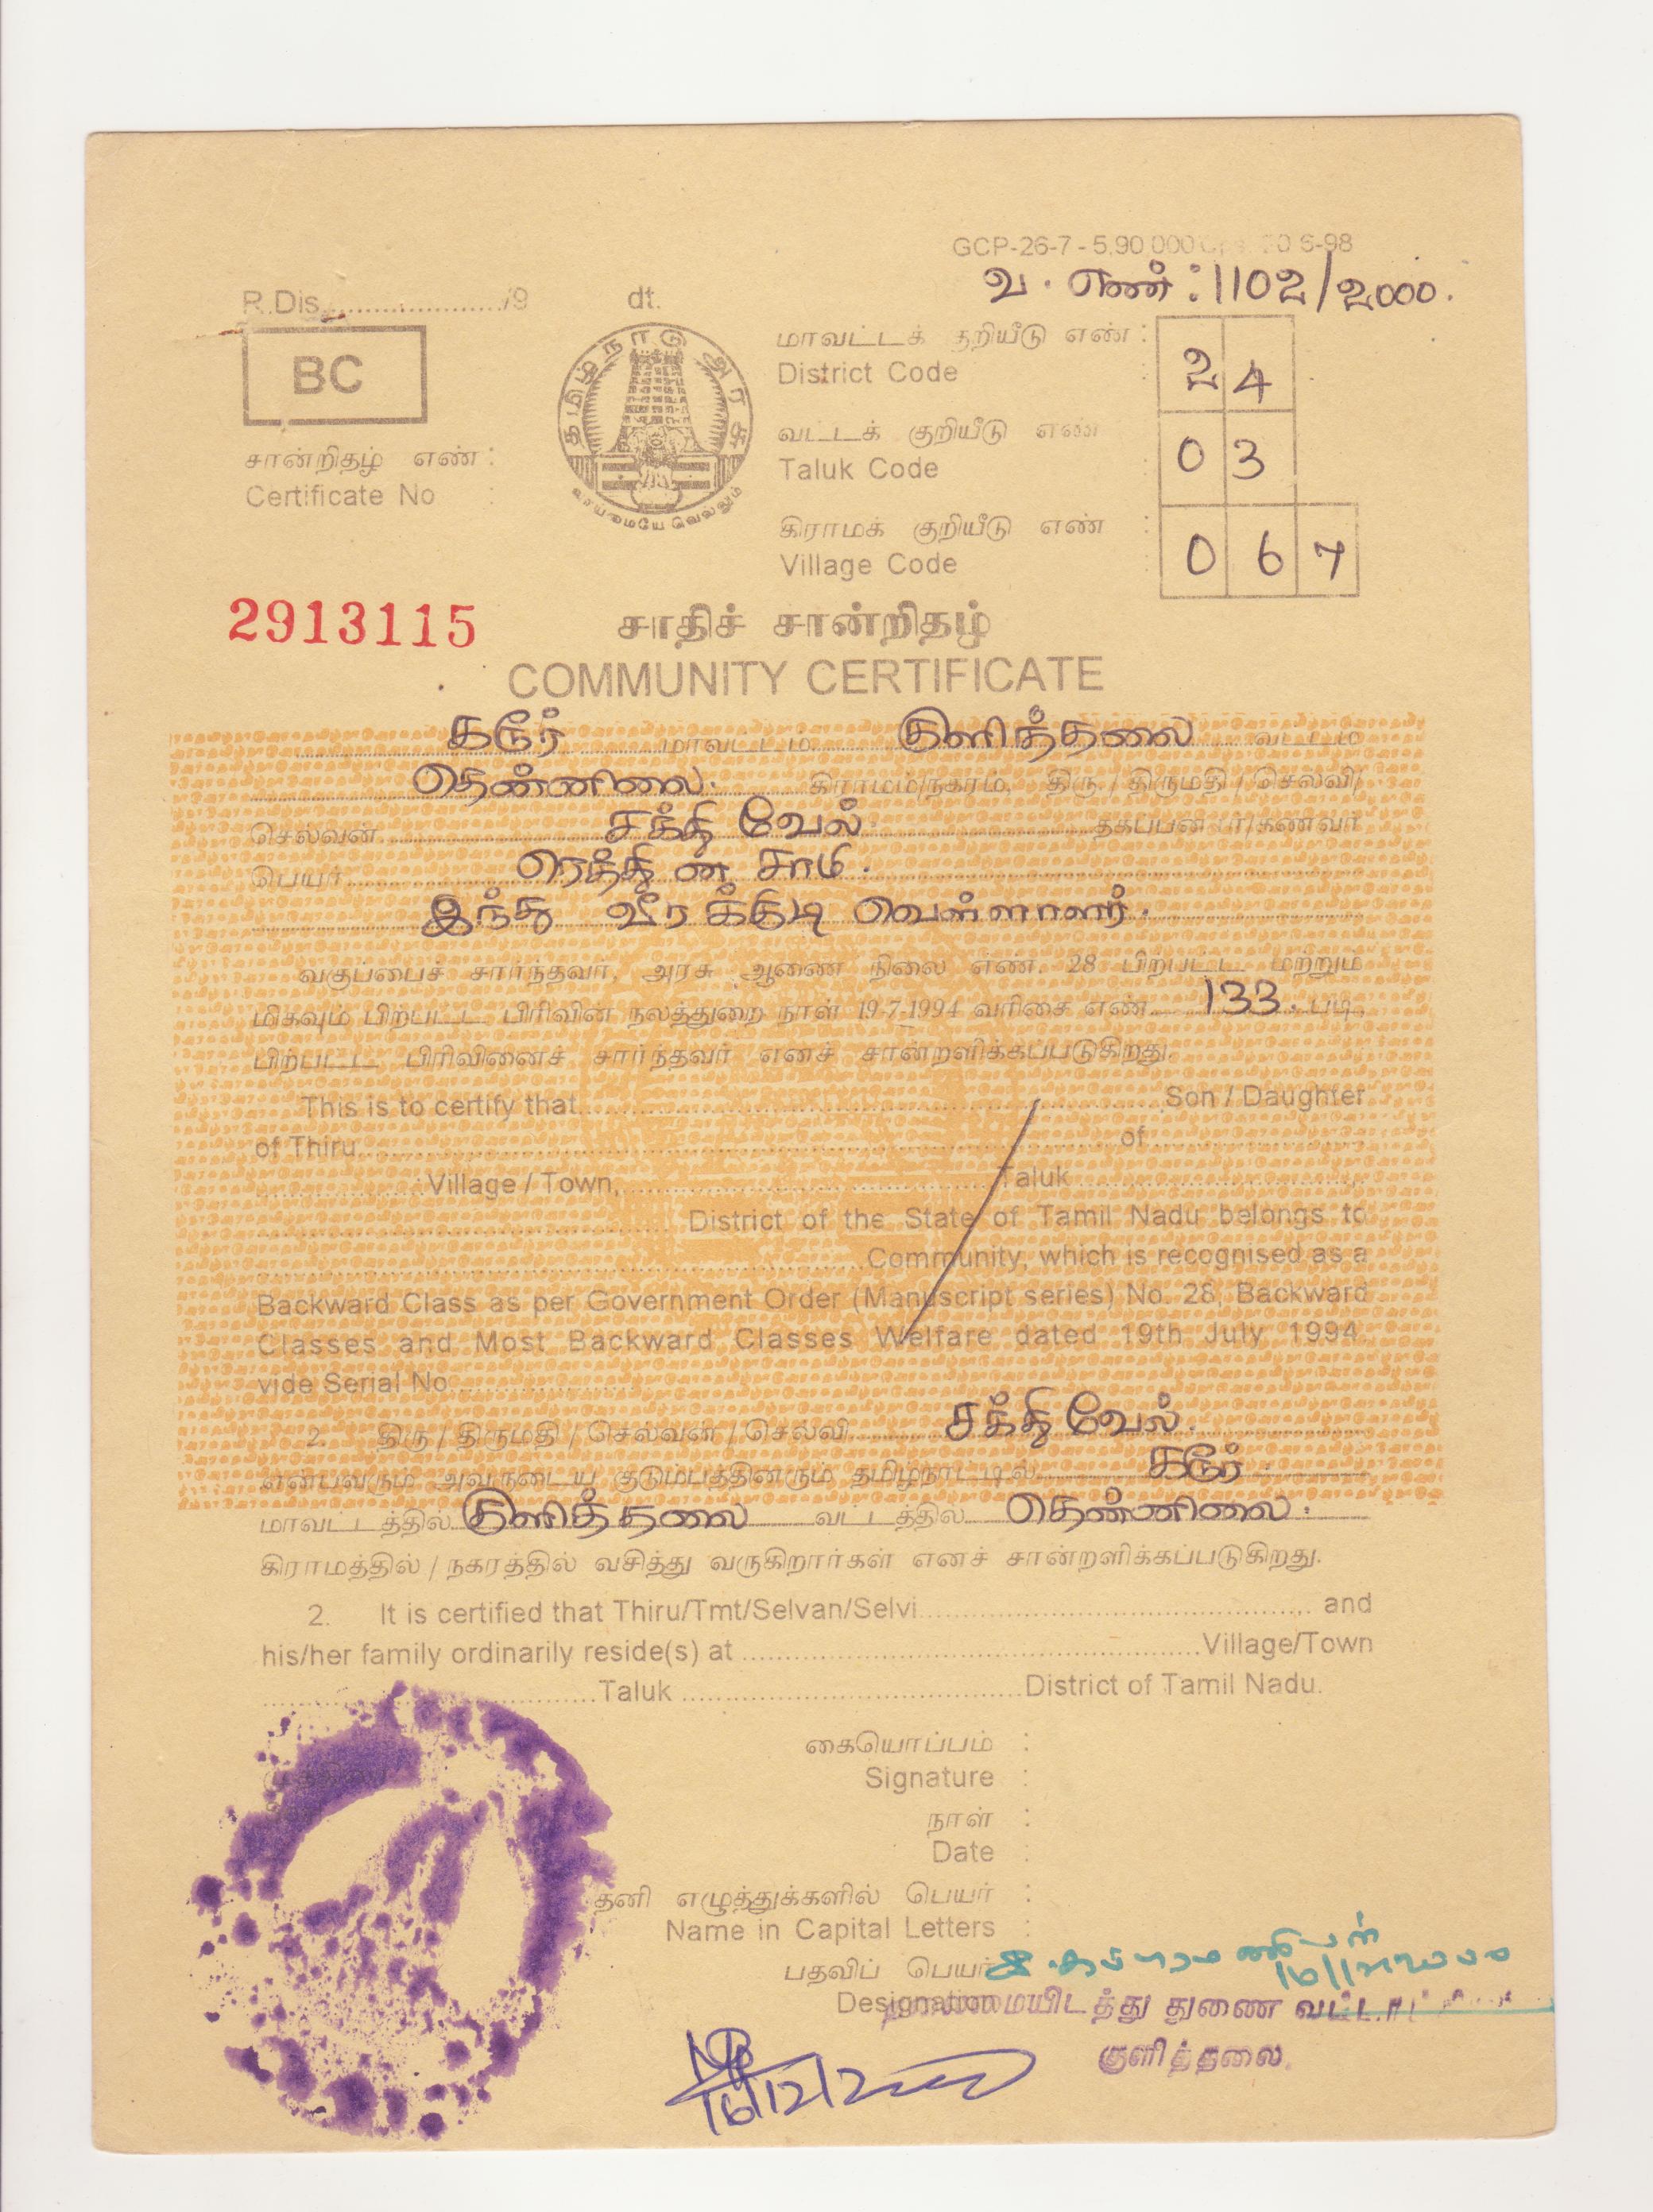 GCP-26-7 - 5,90,000 -98
வ. எண் : 1102/2000.
R.Dis..................../9 dt.
BC
தமிழ்நாடு அரசு
வாய்மையே வெல்லும்
மாவட்டக் குறியீடு எண் :
District Code : 2 4
வட்டக் குறியீடு எண்
Taluk Code : 0 3
கிராமக் குறியீடு எண் :
Village Code : 0 6 7
சான்றிதழ் எண் :
Certificate No :
2913115
சாதிச் சான்றிதழ்
COMMUNITY CERTIFICATE
கரூர் மாவட்டம் குளித்தலை வட்டம்
தென்னிலை. கிராமம்/நகரம், திரு / திருமதி / செல்வி/
செல்வன் சக்தி வேல். தகப்பனார்/கணவர்
பெயர் ரெத்தின சாமி.
இந்து வீரக்கொடி வெள்ளாளர்.
வகுப்பைச் சார்ந்தவர், அரசு ஆணை நிலை எண். 28 பிற்பட்ட மற்றும்
மிகவும் பிற்பட்ட பிரிவின் நலத்துறை நாள் 19-7-1994 வரிசை எண் 133. படி
பிற்பட்ட பிரிவினைச் சார்ந்தவர் எனச் சான்றளிக்கப்படுகிறது.
This is to certify that....................Son / Daughter
of Thiru....................of....................
....................Village / Town,....................Taluk....................
....................District of the State of Tamil Nadu belongs to
....................Community, which is recognised as a
Backward Class as per Government Order (Manuscript series) No. 28, Backward
Classes and Most Backward Classes Welfare dated 19th July, 1994.
vide Serial No....................
2. திரு / திருமதி / செல்வன் / செல்வி சக்தி வேல்.
என்பவரும் அவருடைய குடும்பத்தினரும் தமிழ்நாட்டில் கரூர்.
மாவட்டத்தில் குளித்தலை வட்டத்தில் தென்னிலை.
கிராமத்தில் / நகரத்தில் வசித்து வருகிறார்கள் எனச் சான்றளிக்கப்படுகிறது.
2. It is certified that Thiru/Tmt/Selvan/Selvi.................... and
his/her family ordinarily reside(s) at ....................Village/Town
....................Taluk ....................District of Tamil Nadu.
கையொப்பம் :
Signature :
நாள் :
Date :
தனி எழுத்துக்களில் பெயர் :
Name in Capital Letters :
பதவிப் பெயர்
Designation
தலைமையிடத்து துணை வட்டாட்சியர்
குளித்தலை.